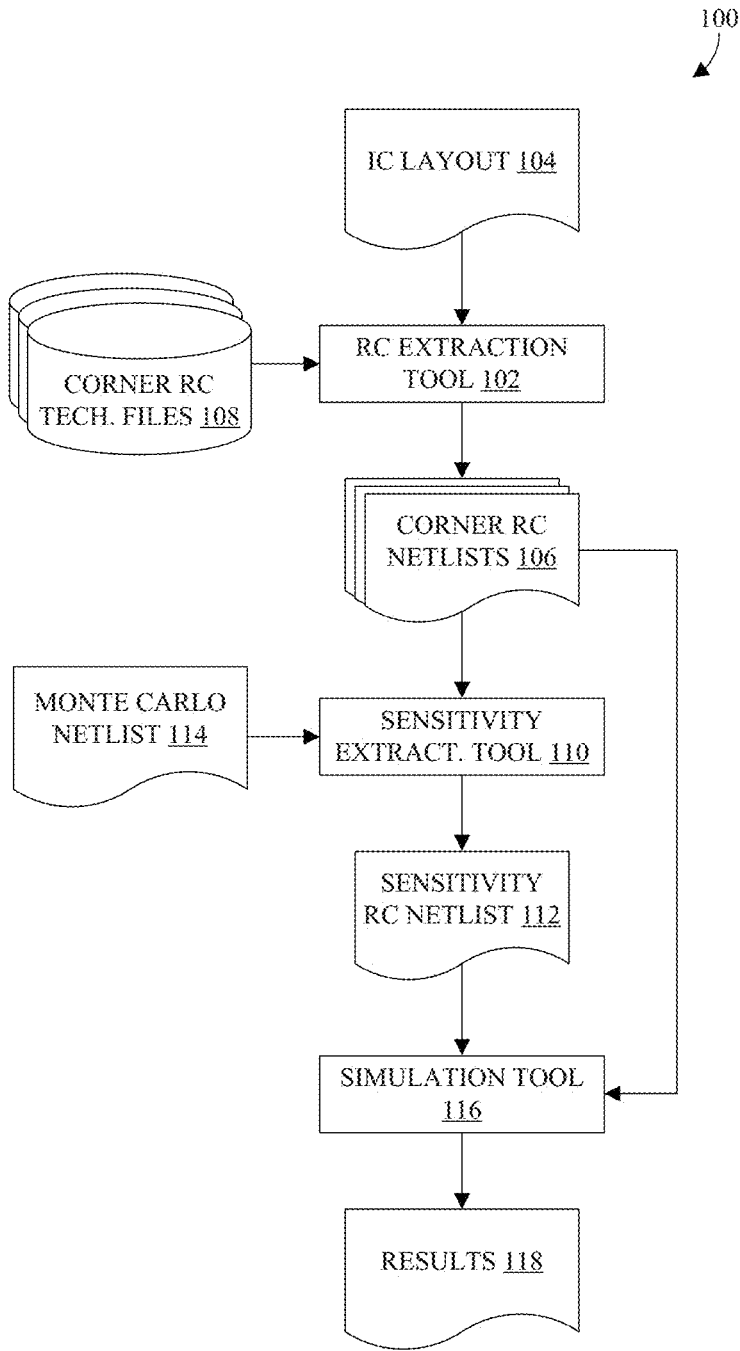 100
IC LAYOUT 104
RC EXTRACTION
TOOL 102
CORNER RC
TECH. FILES 108
CORNER RC
NETLISTS 106
MONTE CARLO
NETLIST 114
SENSITIVITY
EXTRACT. TOOL 110
SENSITIVITY
RC NETLIST 112
SIMULATION TOOL
116
RESULTS 118